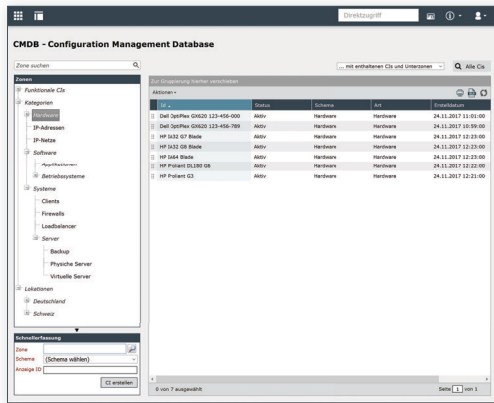 Direktzugriff
CMDB - Configuration Management Database
Zone suchen
... mit enthaltenen CIs und Unterzonen
Alle CIs
Zonen
Funktionale CIs
Kategorien
Hardware
IP-Adressen
IP-Netze
Software
Applikationen
Betriebssysteme
Systeme
Clients
Firewalls
Loadbalancer
Server
Backup
Physiche Server
Virtuelle Server
Lokationen
Deutschland
Schweiz
Zur Gruppierung hierher verschieben
Aktionen
Id Status Schema Art Erstelldatum
Dell OptiPlex GX620 123-456-000 Aktiv Hardware Hardware 24.11.2017 11:01:00
Dell OptiPlex GX620 123-456-789 Aktiv Hardware Hardware 24.11.2017 10:59:00
HP IA32 G7 Blade Aktiv Hardware Hardware 24.11.2017 12:23:00
HP IA32 G8 Blade Aktiv Hardware Hardware 24.11.2017 12:23:00
HP IA64 Blade Aktiv Hardware Hardware 24.11.2017 12:23:00
HP Poliant DL180 G6 Aktiv Hardware Hardware 24.11.2017 12:22:00
HP Proliant G3 Aktiv Hardware Hardware 24.11.2017 12:21:00
Schnellerfassung
Zone
Schema (Schema wählen)
Anzeige ID
CI erstellen
0 von 7 ausgewählt
Seite 1 von 1